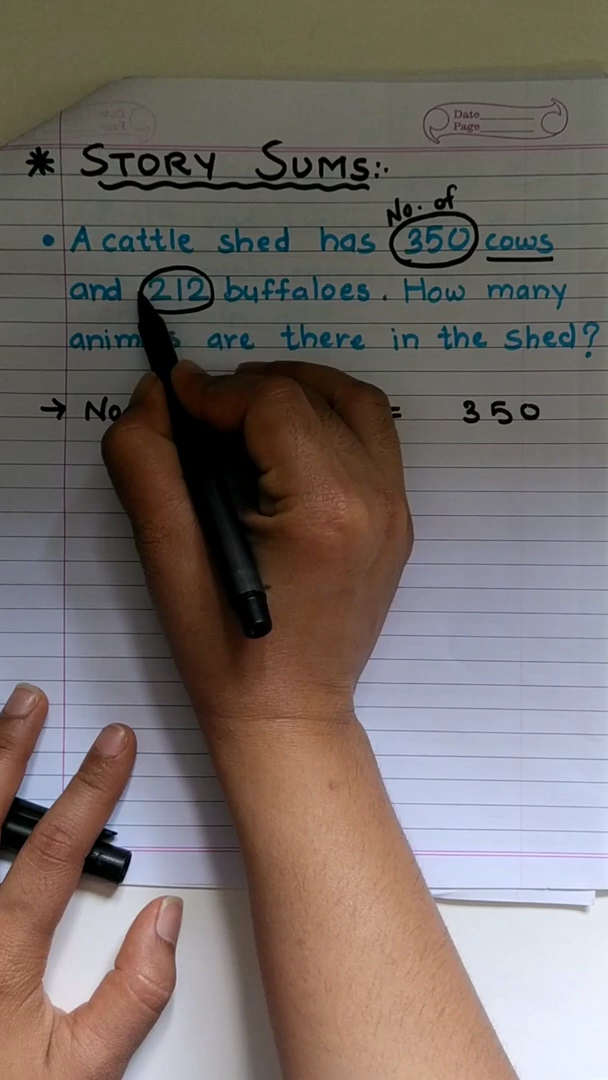 Date
Page
* STORY SUMS:.
No. of
• A cattle shed has 350 cows
and 212 buffaloes. How many
are there in the shed?
→ = 350